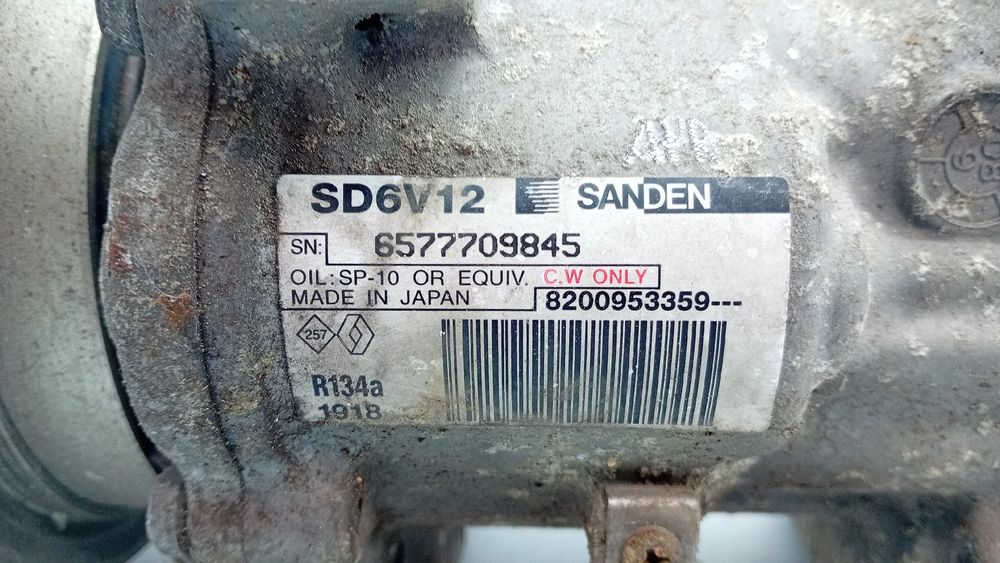 SD6V12 SANDEN
SN: 6577709845
OIL: SP-10 OR EQUIV. C.W ONLY
MADE IN JAPAN 8200953359---
257
R134a
1918